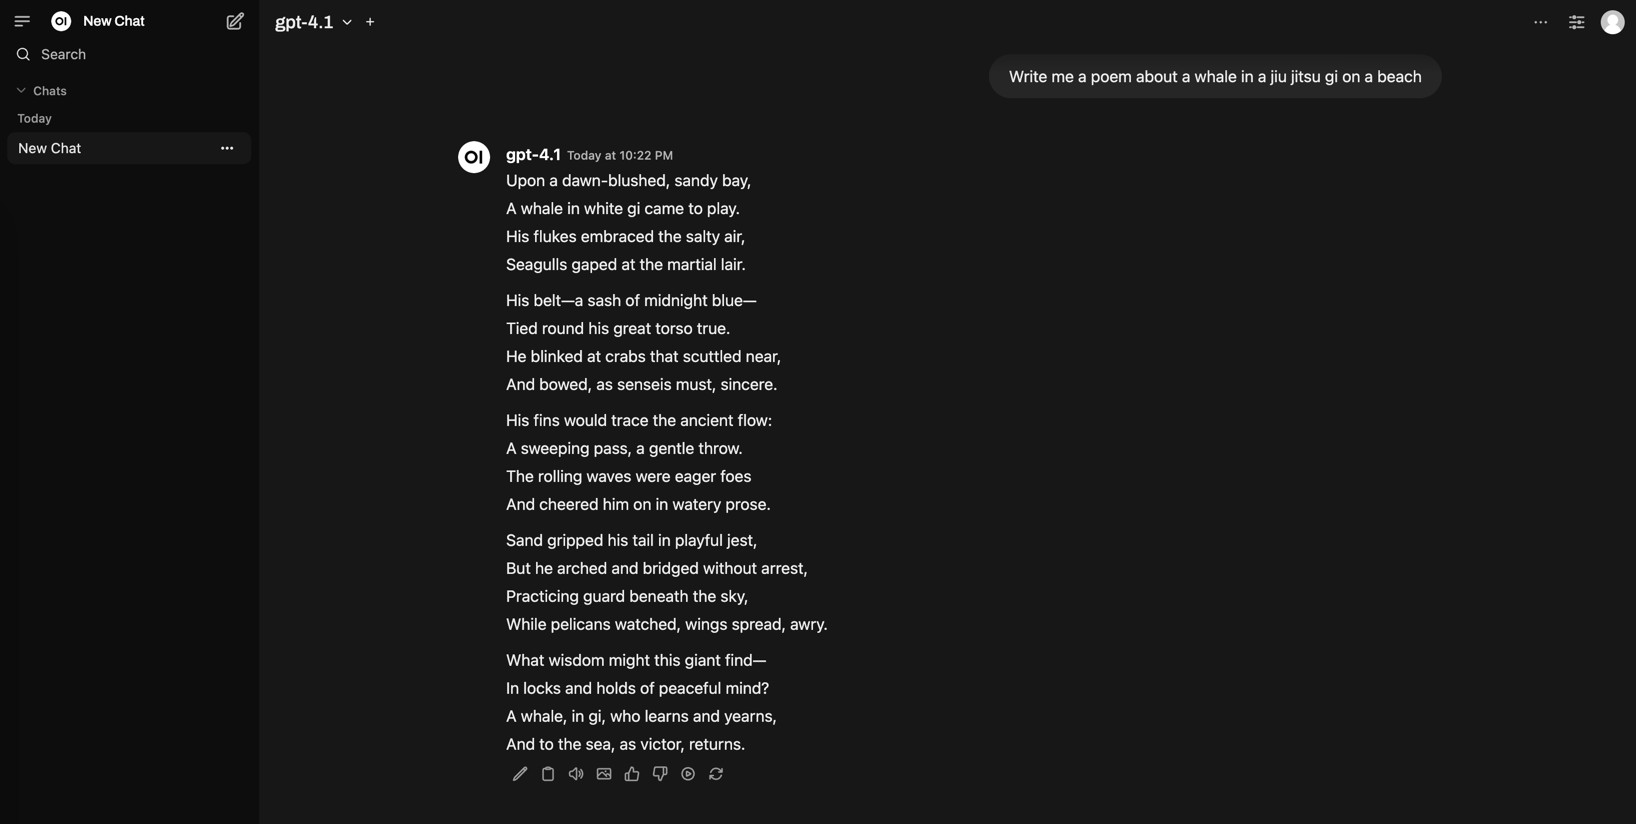 OI New Chat
Search
Chats
Today
New Chat
gpt-4.1
Write me a poem about a whale in a jiu jitsu gi on a beach
OI gpt-4.1 Today at 10:22 PM
Upon a dawn-blushed, sandy bay,
A whale in white gi came to play.
His flukes embraced the salty air,
Seagulls gaped at the martial lair.
His belt—a sash of midnight blue—
Tied round his great torso true.
He blinked at crabs that scuttled near,
And bowed, as senseis must, sincere.
His fins would trace the ancient flow:
A sweeping pass, a gentle throw.
The rolling waves were eager foes
And cheered him on in watery prose.
Sand gripped his tail in playful jest,
But he arched and bridged without arrest,
Practicing guard beneath the sky,
While pelicans watched, wings spread, awry.
What wisdom might this giant find—
In locks and holds of peaceful mind?
A whale, in gi, who learns and yearns,
And to the sea, as victor, returns.